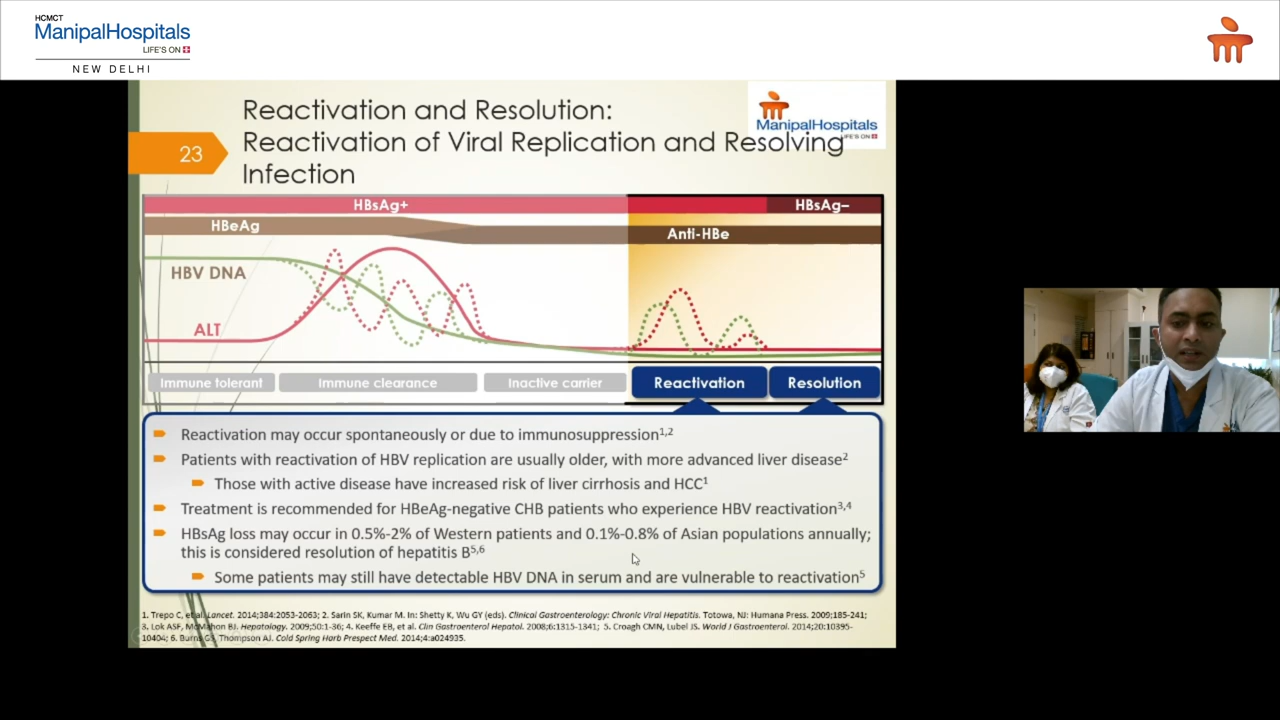 HCMCT
ManipalHospitals
LIFE'S ON
NEW DELHI
ManipalHospitals
LIFE'S ON
23
Reactivation and Resolution:
Reactivation of Viral Replication and Resolving
Infection
HBsAg+
HBsAg–
HBeAg
Anti-HBe
HBV DNA
ALT
Immune tolerant
Immune clearance
Inactive carrier
Reactivation
Resolution
Reactivation may occur spontaneously or due to immunosuppression1,2
Patients with reactivation of HBV replication are usually older, with more advanced liver disease2
Those with active disease have increased risk of liver cirrhosis and HCC1
Treatment is recommended for HBeAg-negative CHB patients who experience HBV reactivation3,4
HBsAg loss may occur in 0.5%-2% of Western patients and 0.1%-0.8% of Asian populations annually;
this is considered resolution of hepatitis B5,6
Some patients may still have detectable HBV DNA in serum and are vulnerable to reactivation5
1. Trepo C, et al. Lancet. 2014;384:2053-2063; 2. Sarin SK, Kumar M. In: Shetty K, Wu GY (eds). Clinical Gastroenterology: Chronic Viral Hepatitis. Totowa, NJ: Humana Press. 2009;185-241;
3. Lok ASF, McMahon BJ. Hepatology. 2009;50:1-36; 4. Keeffe EB, et al. Clin Gastroenterol Hepatol. 2008;6:1315-1341; 5. Croagh CMN, Lubel JS. World J Gastroenterol. 2014;20:10395-
10404; 6. Burns GS, Thompson AJ. Cold Spring Harb Prespect Med. 2014;4:a024935.